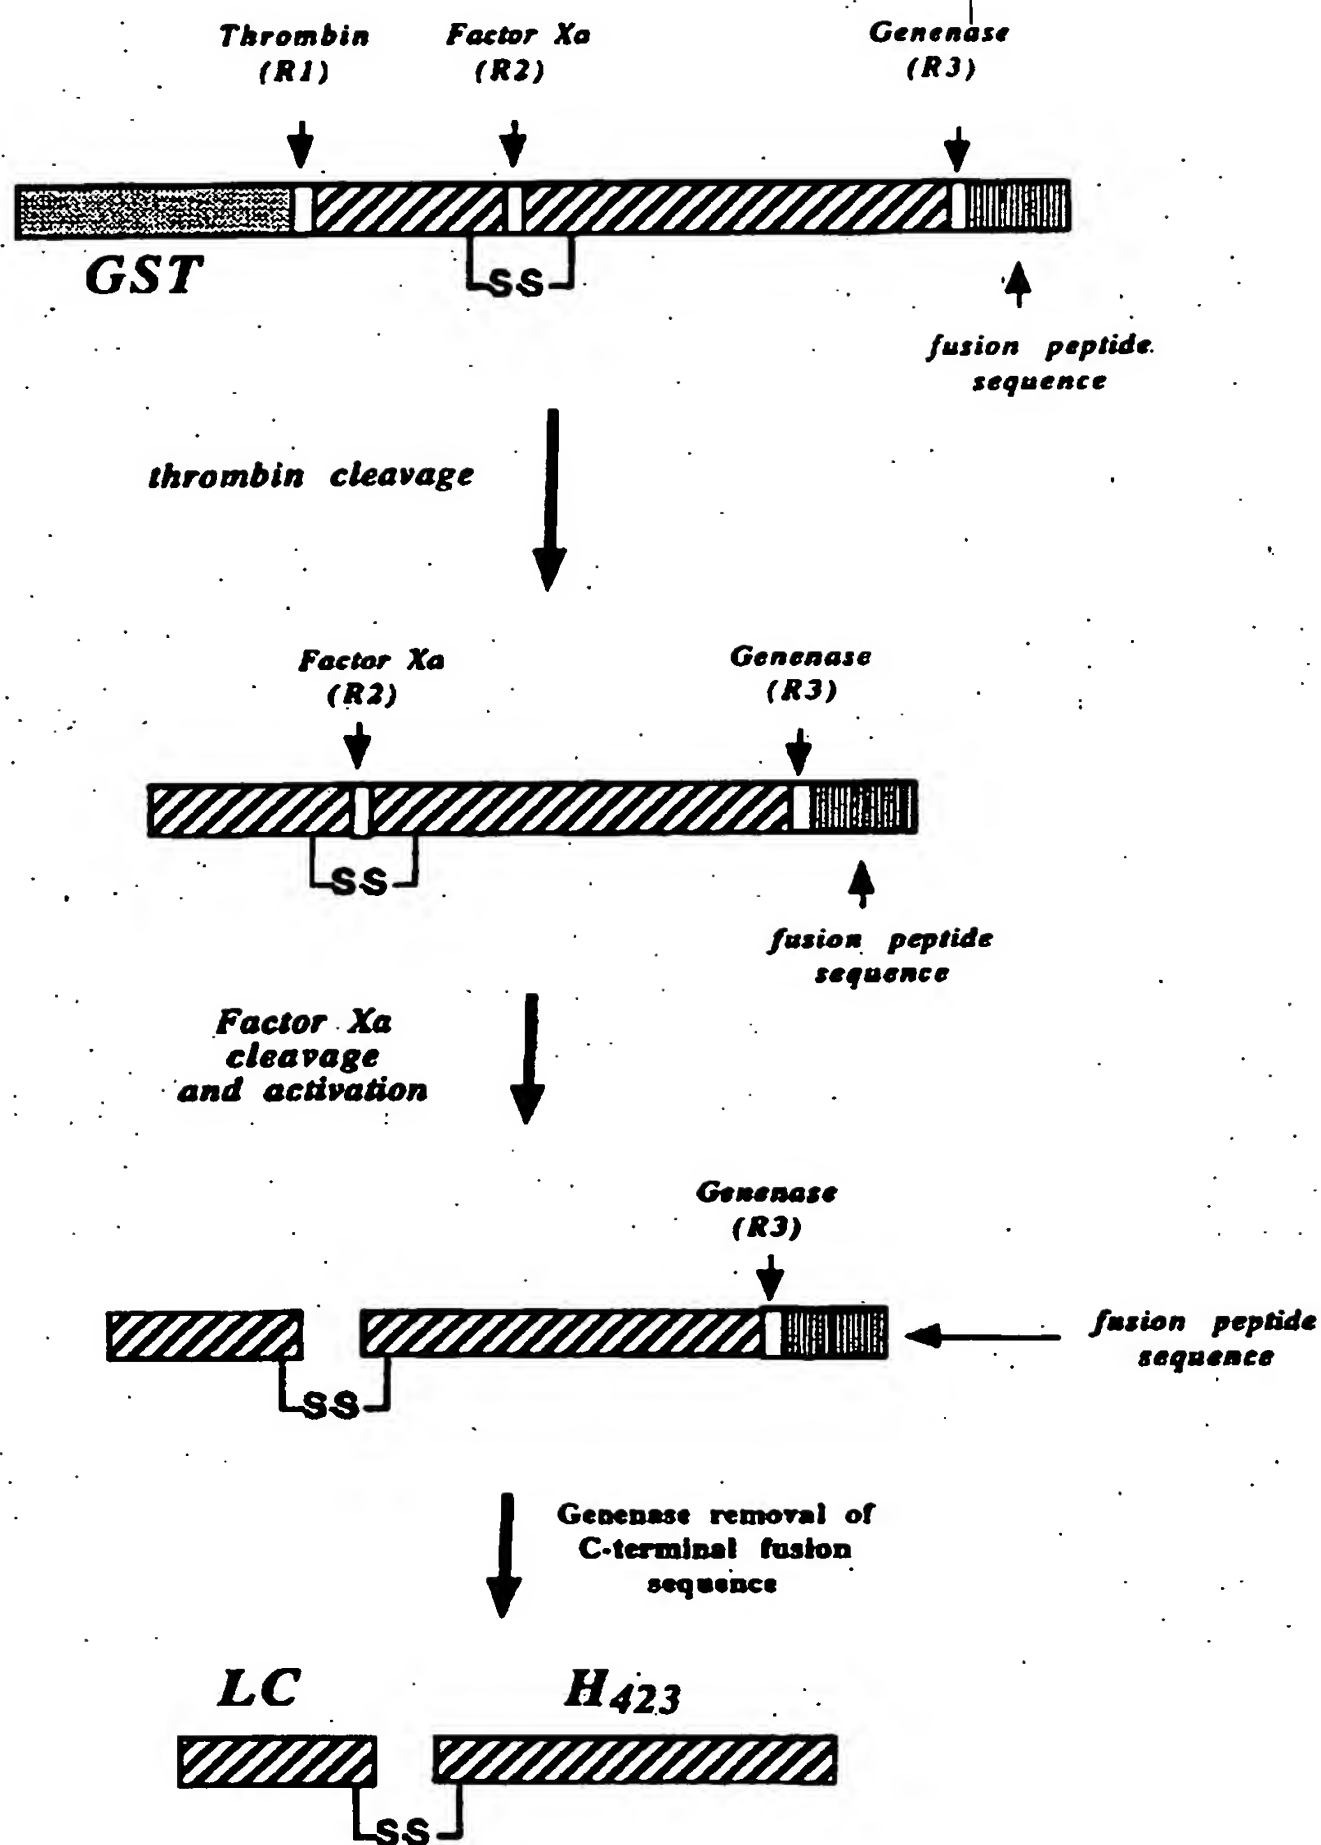 Thrombin
(R1)
Factor Xa
(R2)
Genenase
(R3)
GST
SS
fusion peptide
sequence
thrombin cleavage
Factor Xa
(R2)
Genenase
(R3)
SS
fusion peptide
sequence
Factor Xa
cleavage
and activation
Genenase
(R3)
fusion peptide
sequence
SS
Genenase removal of
C-terminal fusion
sequence
LC
H423
SS